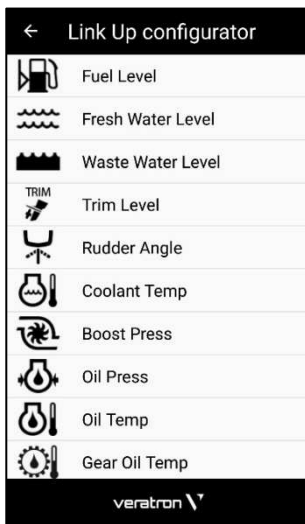 Link Up configurator
Fuel Level
Fresh Water Level
Waste Water Level
TRIM
Trim Level
Rudder Angle
Coolant Temp
Boost Press
Oil Press
Oil Temp
Gear Oil Temp
veratron